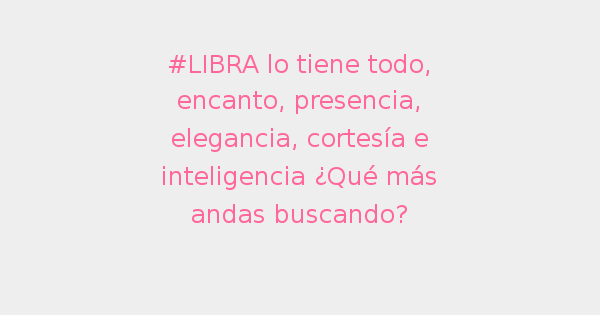 #LIBRA lo tiene todo,
encanto, presencia,
elegancia, cortesía e
inteligencia ¿Qué más
andas buscando?